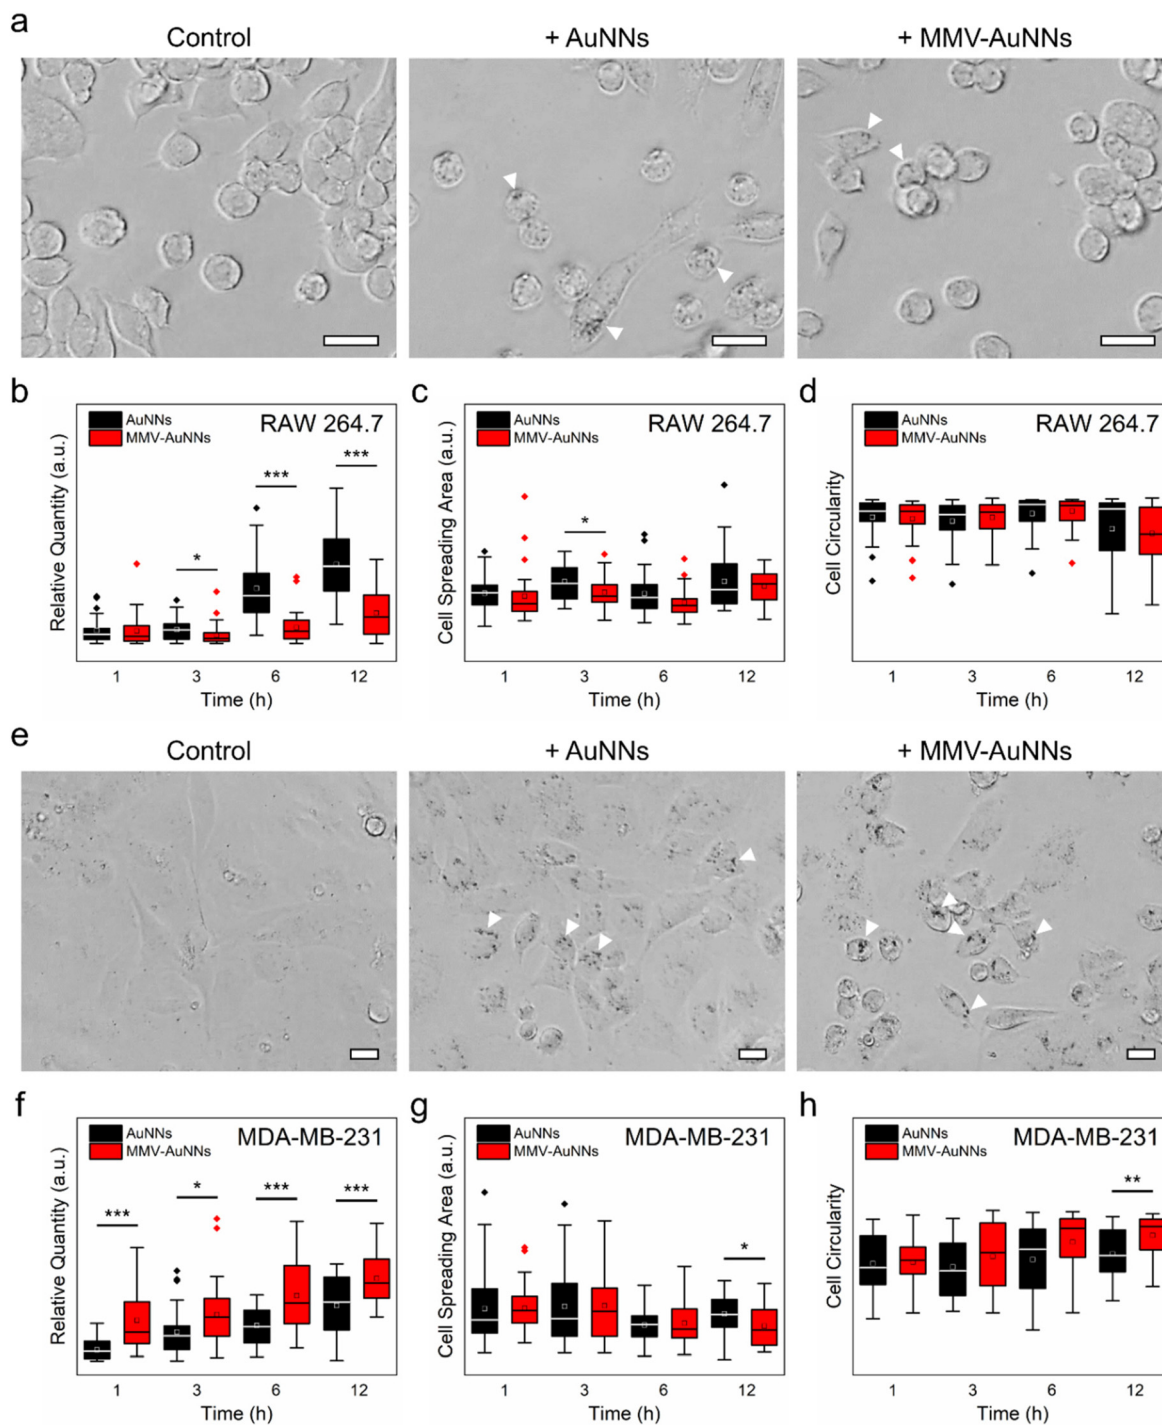 a
Control
+ AuNNs
+ MMV-AuNNs
b
AuNNs
MMV-AuNNs
RAW 264.7
*
***
***
Relative Quantity (a.u.)
1 3 6 12
Time (h)
c
AuNNs
MMV-AuNNs
RAW 264.7
*
Cell Spreading Area (a.u.)
1 3 6 12
Time (h)
d
AuNNs
MMV-AuNNs
RAW 264.7
Cell Circularity
1 3 6 12
Time (h)
e
Control
+ AuNNs
+ MMV-AuNNs
f
AuNNs
MMV-AuNNs
MDA-MB-231
***
*
***
***
Relative Quantity (a.u.)
1 3 6 12
Time (h)
g
AuNNs
MMV-AuNNs
MDA-MB-231
*
Cell Spreading Area (a.u.)
1 3 6 12
Time (h)
h
AuNNs
MMV-AuNNs
MDA-MB-231
**
Cell Circularity
1 3 6 12
Time (h)